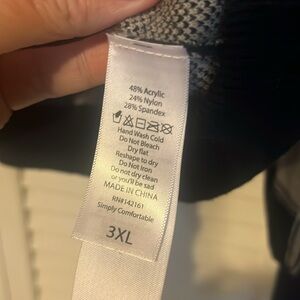 48% Acrylic
24% Nylon
28% Spandex
Hand Wash Cold
Do Not Bleach
Dry flat
Reshape to dry
Do Not Iron
Do not dry clean
or you'll be sad
MADE IN CHINA
RN#142161
Simply Comfortable
3XL